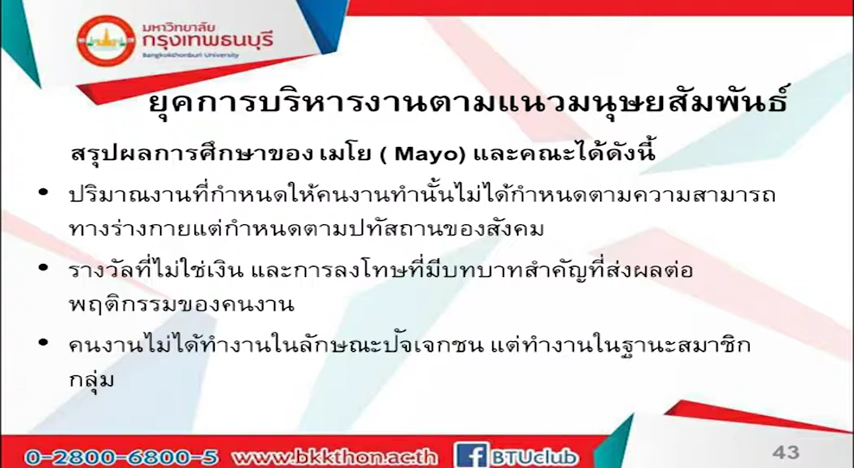 มหาวิทยาลัย
กรุงเทพธนบุรี
Bangkokthonburi University
ยุคการบริหารงานตามแนวมนุษยสัมพันธ์
สรุปผลการศึกษาของ เมโย ( Mayo) และคณะได้ดังนี้
• ปริมาณงานที่กำหนดให้คนงานทำนั้นไม่ได้กำหนดตามความสามารถ
ทางร่างกายแต่กำหนดตามปทัสถานของสังคม
• รางวัลที่ไม่ใช่เงิน และการลงโทษที่มีบทบาทสำคัญที่ส่งผลต่อ
พฤติกรรมของคนงาน
• คนงานไม่ได้ทำงานในลักษณะปัจเจกชน แต่ทำงานในฐานะสมาชิก
กลุ่ม
0-2800-6800-5 www.bkkthon.ac.th f BTUclub
43